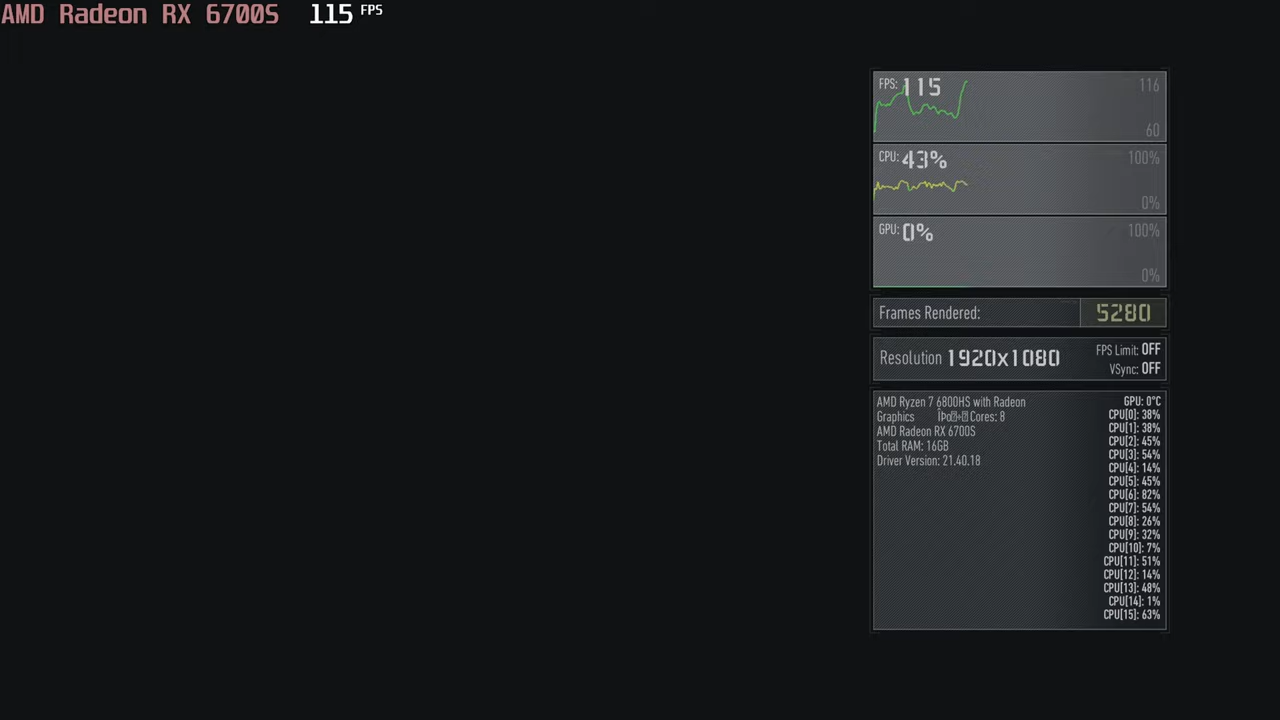 AMD Radeon RX 6700S 115 FPS
FPS: 115 116
60
CPU: 43% 100%
0%
GPU: 0% 100%
0%
Frames Rendered: 5280
Resolution 1920x1080 FPS Limit: OFF
VSync: OFF
AMD Ryzen 7 6800HS with Radeon
Graphics Cores: 8
AMD Radeon RX 6700S
Total RAM: 16GB
Driver Version: 21.40.18
GPU: 0°C
CPU[0]: 38%
CPU[1]: 38%
CPU[2]: 45%
CPU[3]: 54%
CPU[4]: 14%
CPU[5]: 45%
CPU[6]: 82%
CPU[7]: 54%
CPU[8]: 26%
CPU[9]: 32%
CPU[10]: 7%
CPU[11]: 51%
CPU[12]: 14%
CPU[13]: 48%
CPU[14]: 1%
CPU[15]: 63%